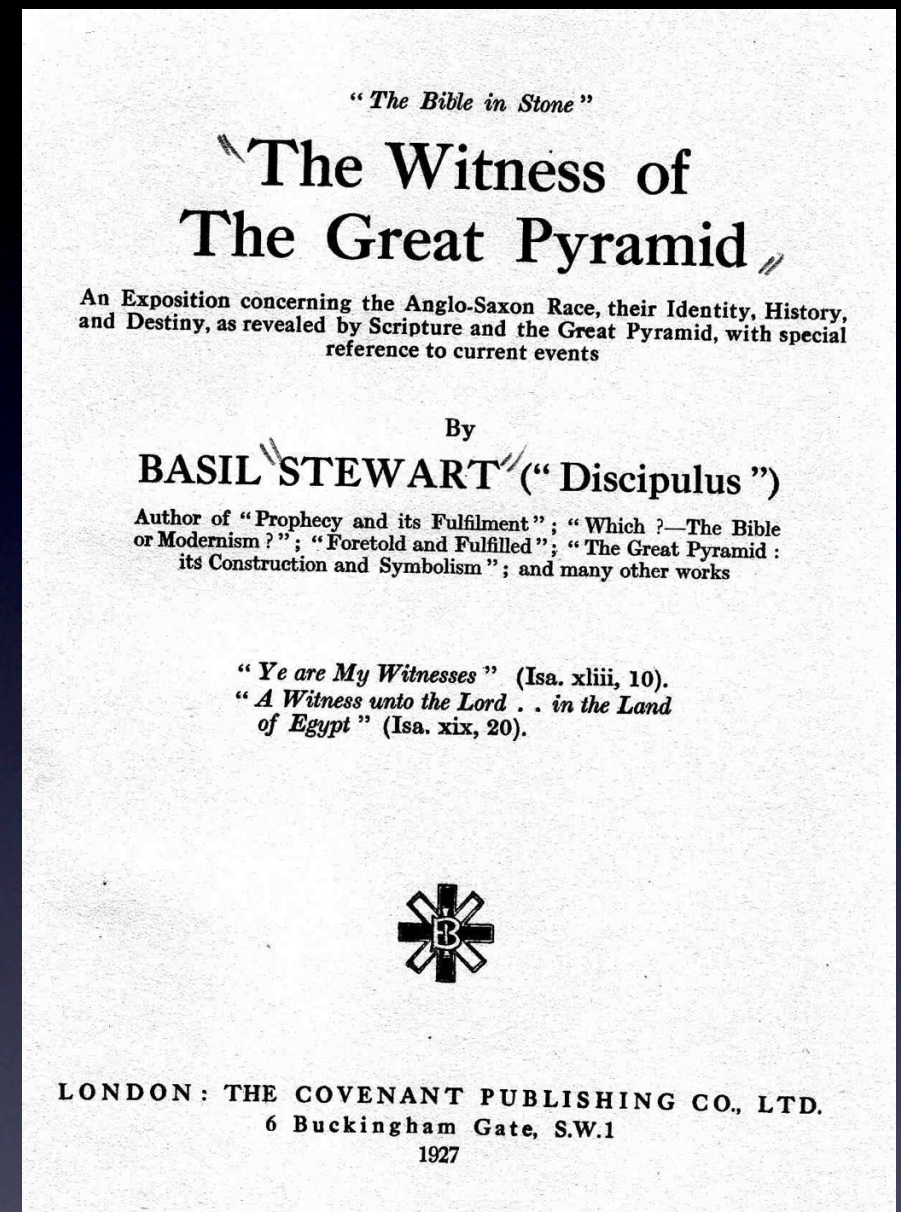 “ The Bible in Stone ”
The Witness of
The Great Pyramid
An Exposition concerning the Anglo-Saxon Race, their Identity, History,
and Destiny, as revealed by Scripture and the Great Pyramid, with special
reference to current events
By
BASIL "STEWART" (“ Discipulus ”)
Author of “ Prophecy and its Fulfilment ” ; “ Which ?—The Bible
or Modernism ? ” ; “ Foretold and Fulfilled ” ; “ The Great Pyramid :
its Construction and Symbolism ” ; and many other works
“ Ye are My Witnesses ” (Isa. xliii, 10).
“ A Witness unto the Lord . . in the Land
of Egypt ” (Isa. xix, 20).
B
LONDON : THE COVENANT PUBLISHING CO., LTD.
6 Buckingham Gate, S.W.1
1927